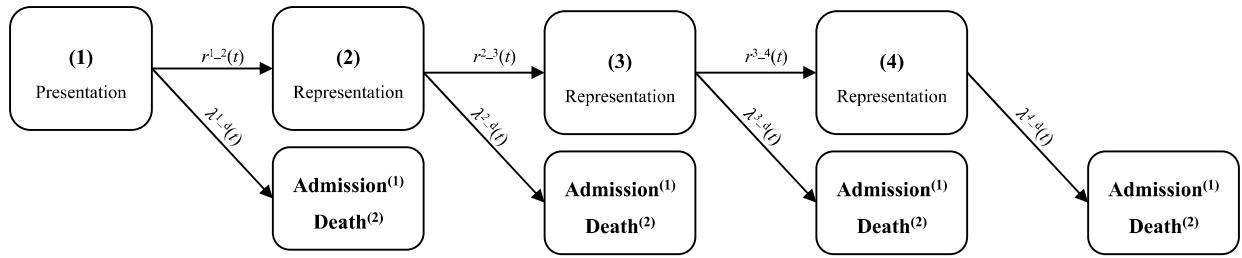 (1)
Presentation
r¹_²(t)
(2)
Representation
r²_³(t)
(3)
Representation
r³_⁴(t)
(4)
Representation
λ¹_ᵈ(t)
λ²_ᵈ(t)
λ³_ᵈ(t)
λ⁴_ᵈ(t)
Admission⁽¹⁾
Death⁽²⁾
Admission⁽¹⁾
Death⁽²⁾
Admission⁽¹⁾
Death⁽²⁾
Admission⁽¹⁾
Death⁽²⁾